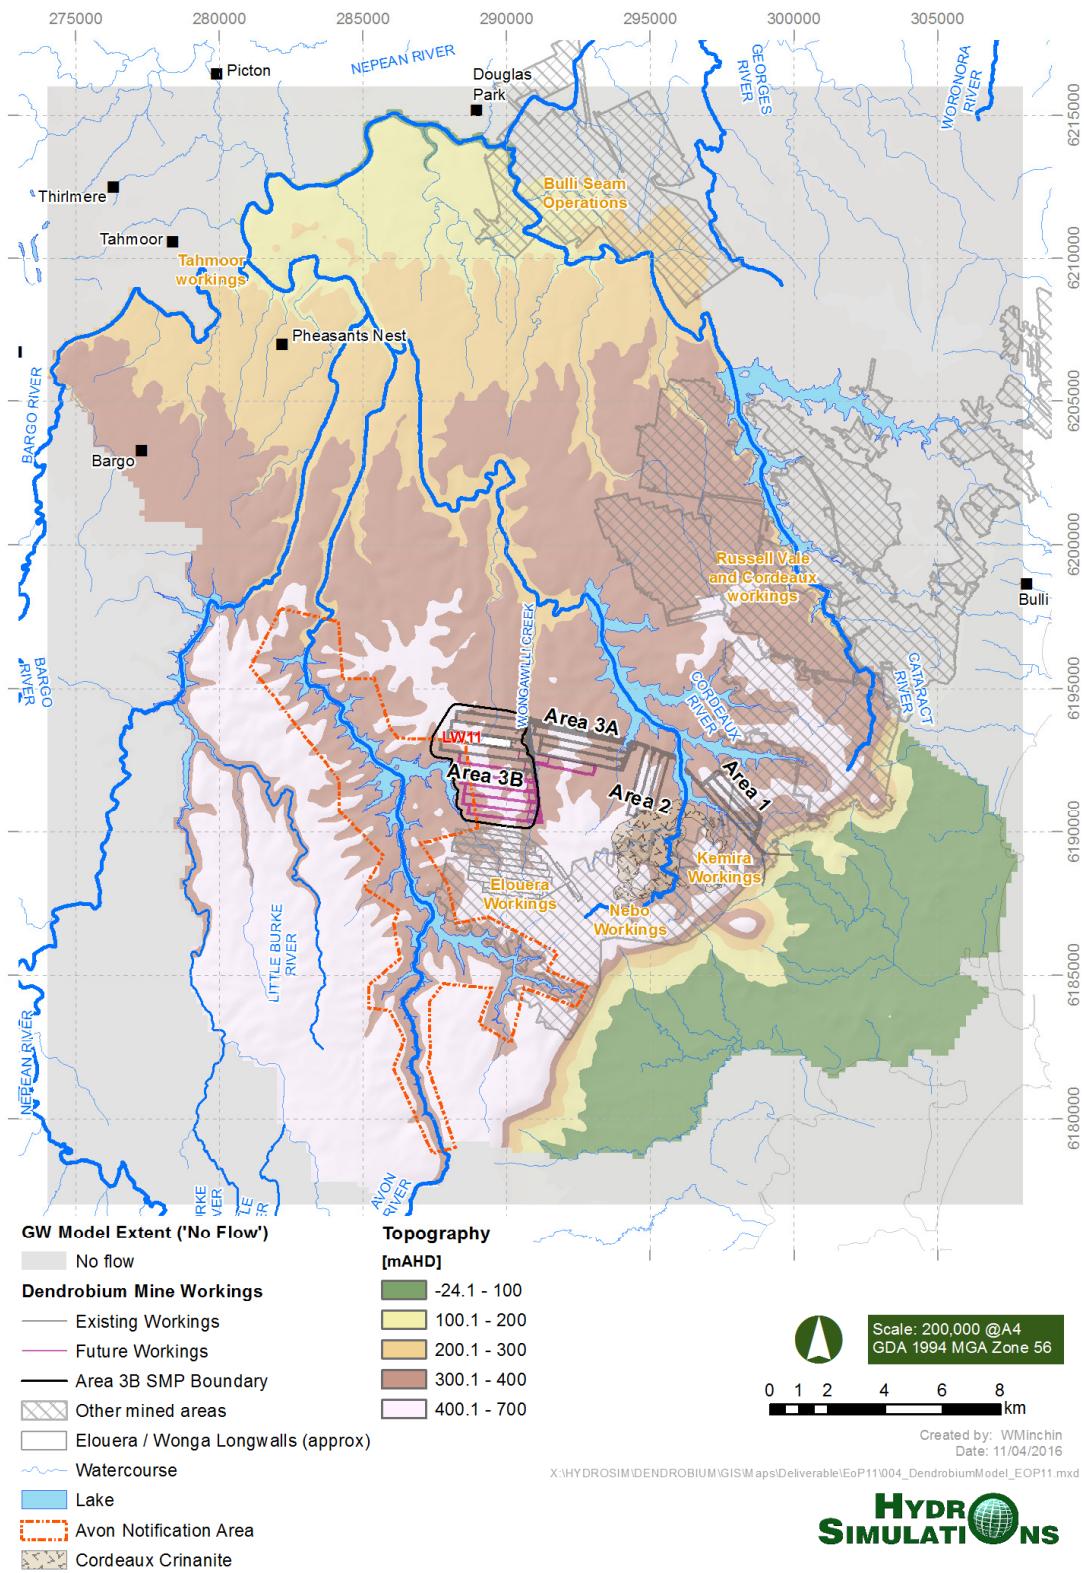 275000 280000 285000 290000 295000 300000 305000
Picton
NEPEAN RIVER
Douglas
Park
GEORGES
RIVER
WORONORA
RIVER
6215000
Thirlmere
Bulli Seam
Operations
Tahmoor
Tahmoor
workings
6210000
Pheasants Nest
BARGO RIVER
6205000
Bargo
6200000
Russell Vale
and Cordeaux
workings
Bulli
WONGAWILLI CREEK
BARGO
RIVER
CORDEAUX
RIVER
CATARACT
RIVER
6195000
Area 3A
LW11
Area 3B
Area 2
Area 1
6190000
Kemira
Workings
Elouera
Workings
Nebo
Workings
LITTLE BURKE
RIVER
6185000
NEPEAN RIVER
6180000
AVON
RIVER
RKE
VER
LE
R
GW Model Extent ('No Flow')
No flow
Dendrobium Mine Workings
Existing Workings
Future Workings
Area 3B SMP Boundary
Other mined areas
Elouera / Wonga Longwalls (approx)
Watercourse
Lake
Avon Notification Area
Cordeaux Crinanite
Topography
[mAHD]
-24.1 - 100
100.1 - 200
200.1 - 300
300.1 - 400
400.1 - 700
Scale: 200,000 @A4
GDA 1994 MGA Zone 56
0 1 2 4 6 8
km
Created by: WMinchin
Date: 11/04/2016
X:\HYDROSIM\DENDROBIUM\GIS\Maps\Deliverable\EoP11\004_DendrobiumModel_EOP11.mxd
HYDRO
SIMULATIONS